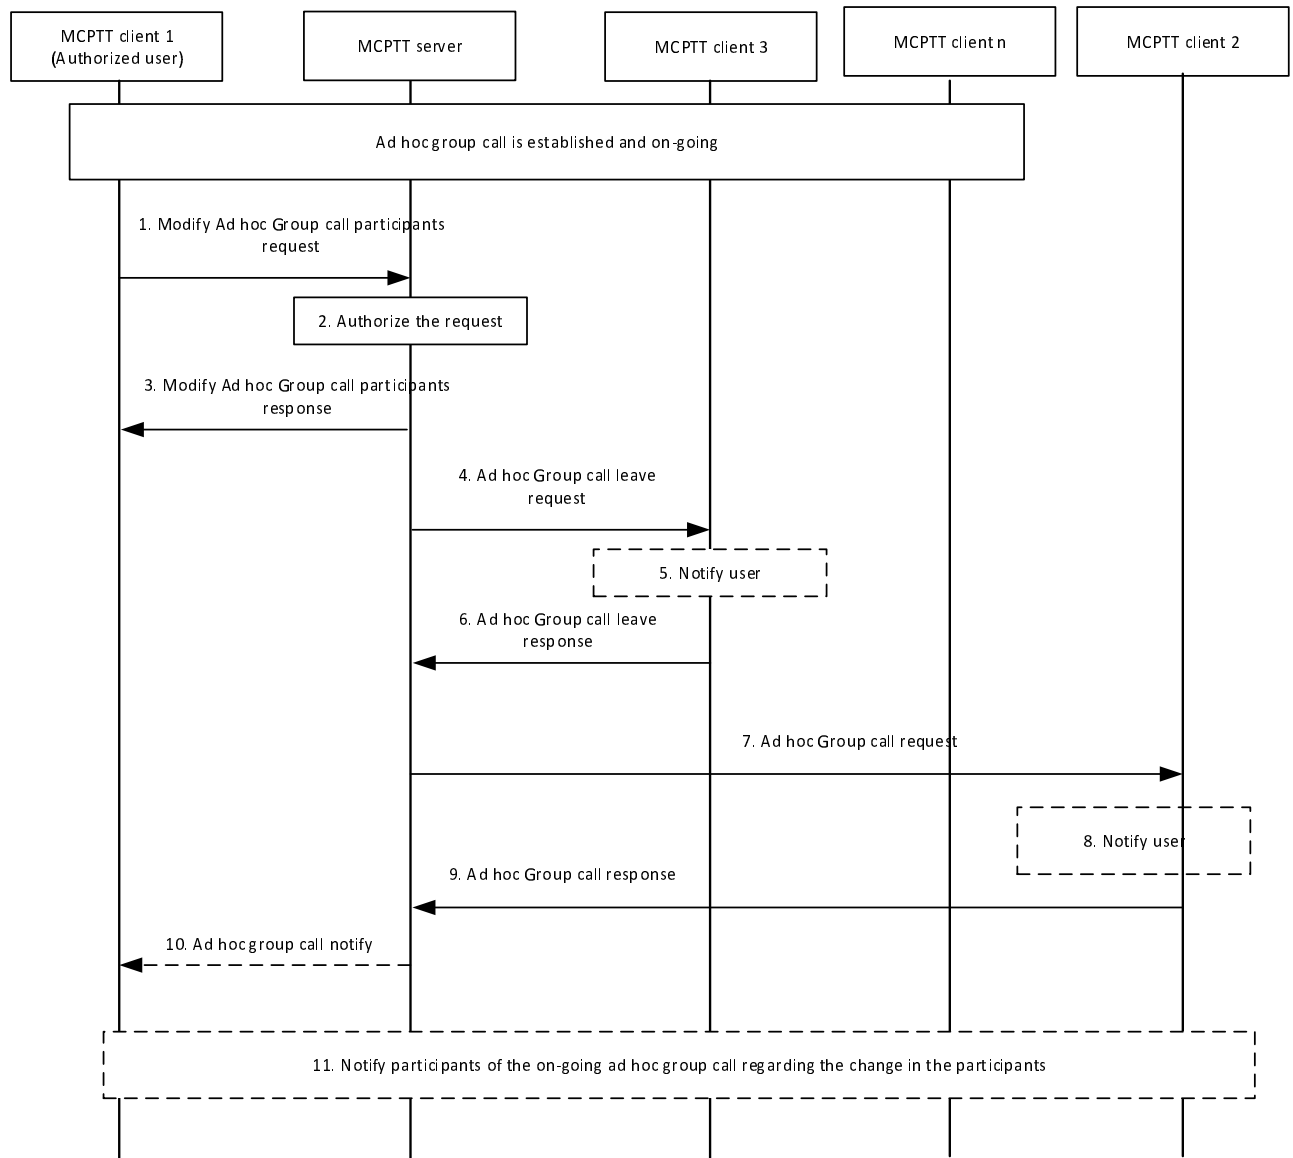 MCPTT client 1
(Authorized user)
MCPTT server
MCPTT client 3
MCPTT client n
MCPTT client 2
Ad hoc group call is established and on-going
1. Modify Ad hoc Group call participants
request
2. Authorize the request
3. Modify Ad hoc Group call participants
response
4. Ad hoc Group call leave
request
5. Notify user
6. Ad hoc Group call leave
response
7. Ad hoc Group call request
8. Notify user
9. Ad hoc Group call response
10. Ad hoc group call notify
11. Notify participants of the on-going ad hoc group call regarding the change in the participants